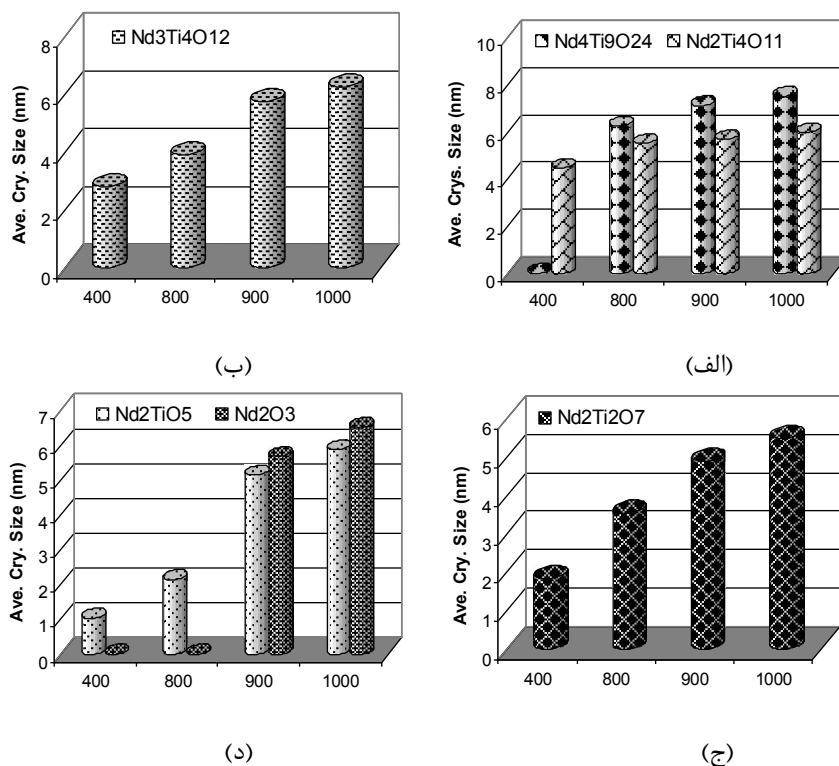 Nd3Ti4O12
Ave. Cry. Size (nm)
8
6
4
2
0
400 800 900 1000
(ب)
Nd4Ti9O24 Nd2Ti4O11
Ave. Crys. Size (nm)
10
8
6
4
2
0
400 800 900 1000
(الف)
Nd2TiO5 Nd2O3
Ave. Cry. Size (nm)
7
6
5
4
3
2
1
0
400 800 900 1000
(د)
Nd2Ti2O7
Ave. Cry. Size (nm)
6
5
4
3
2
1
0
400 800 900 1000
(ج)